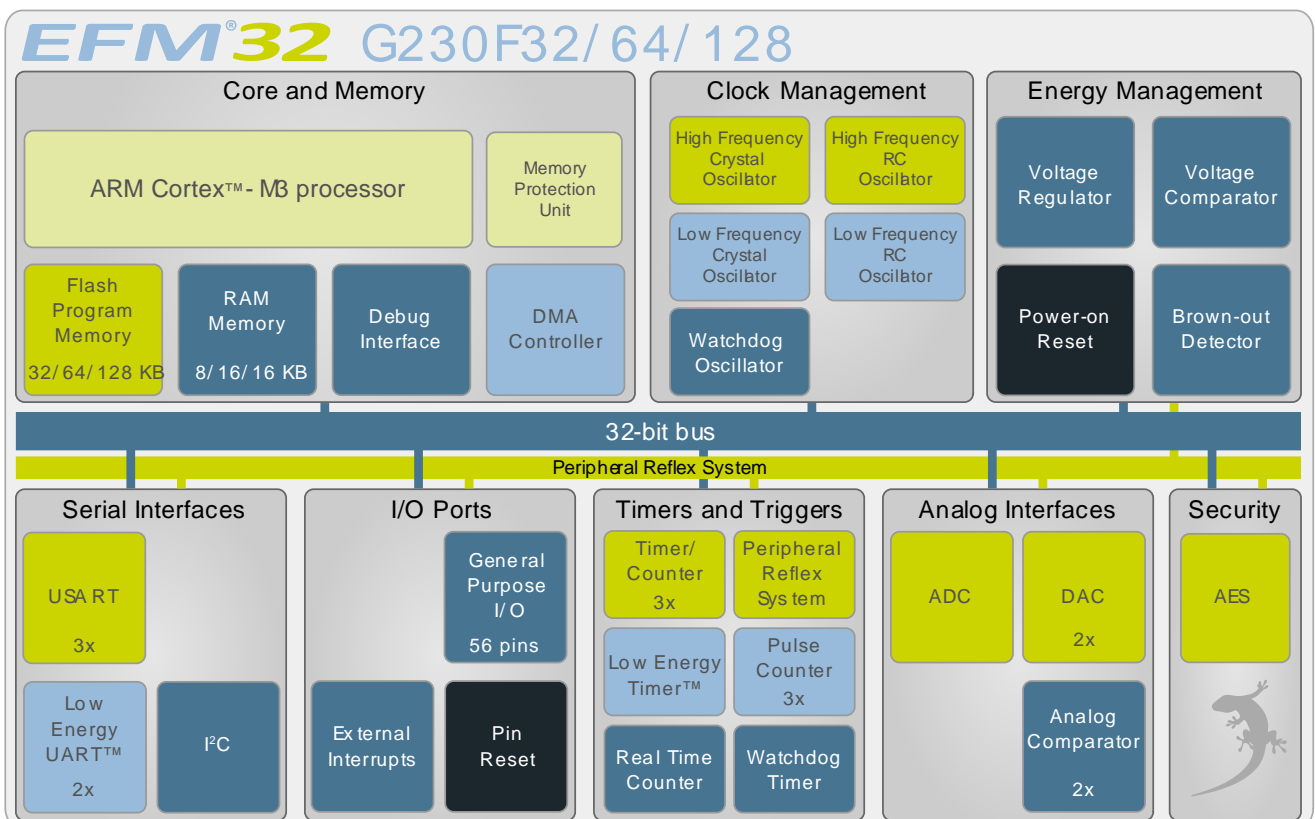 EFM®32 G230F32/64/128
Core and Memory
ARM Cortex™-M3 processor
Memory
Protection
Unit
Flash
Program
Memory
32/64/128 KB
RAM
Memory
8/16/16 KB
Debug
Interface
DMA
Controller
Clock Management
High Frequency
Crystal
Oscillator
High Frequency
RC
Oscillator
Low Frequency
Crystal
Oscillator
Low Frequency
RC
Oscillator
Watchdog
Oscillator
Energy Management
Voltage
Regulator
Voltage
Comparator
Power-on
Reset
Brown-out
Detector
32-bit bus
Peripheral Reflex System
Serial Interfaces
USART
3x
Low
Energy
UART™
2x
I²C
I/O Ports
General
Purpose
I/O
56 pins
External
Interrupts
Pin
Reset
Timers and Triggers
Timer/
Counter
3x
Peripheral
Reflex
System
Low Energy
Timer™
Pulse
Counter
3x
Real Time
Counter
Watchdog
Timer
Analog Interfaces
ADC
DAC
2x
Analog
Comparator
2x
Security
AES